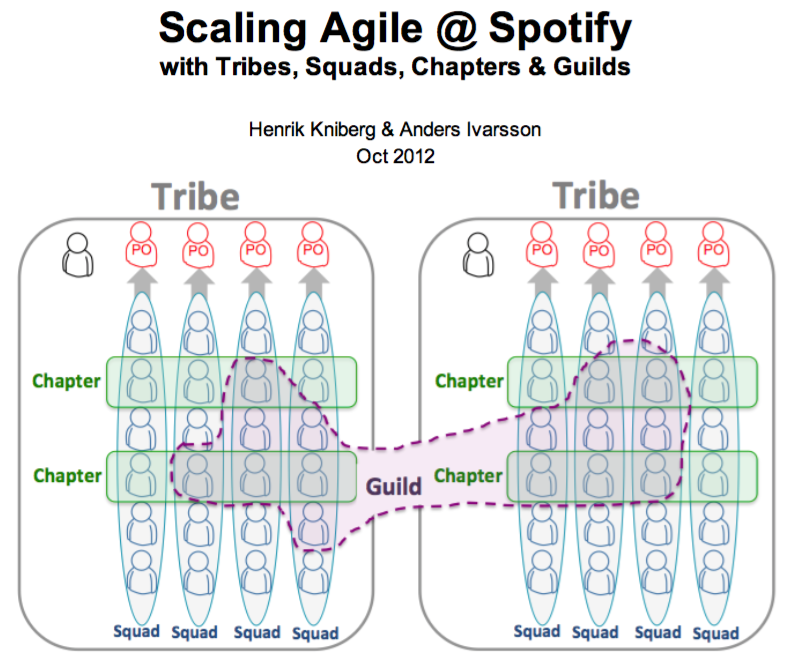 Scaling Agile @ Spotify
with Tribes, Squads, Chapters & Guilds
Henrik Kniberg & Anders Ivarsson
Oct 2012
Tribe
Tribe
PO PO PO PO
PO PO PO PO
Chapter
Chapter
Chapter
Guild
Chapter
Squad Squad Squad Squad
Squad Squad Squad Squad